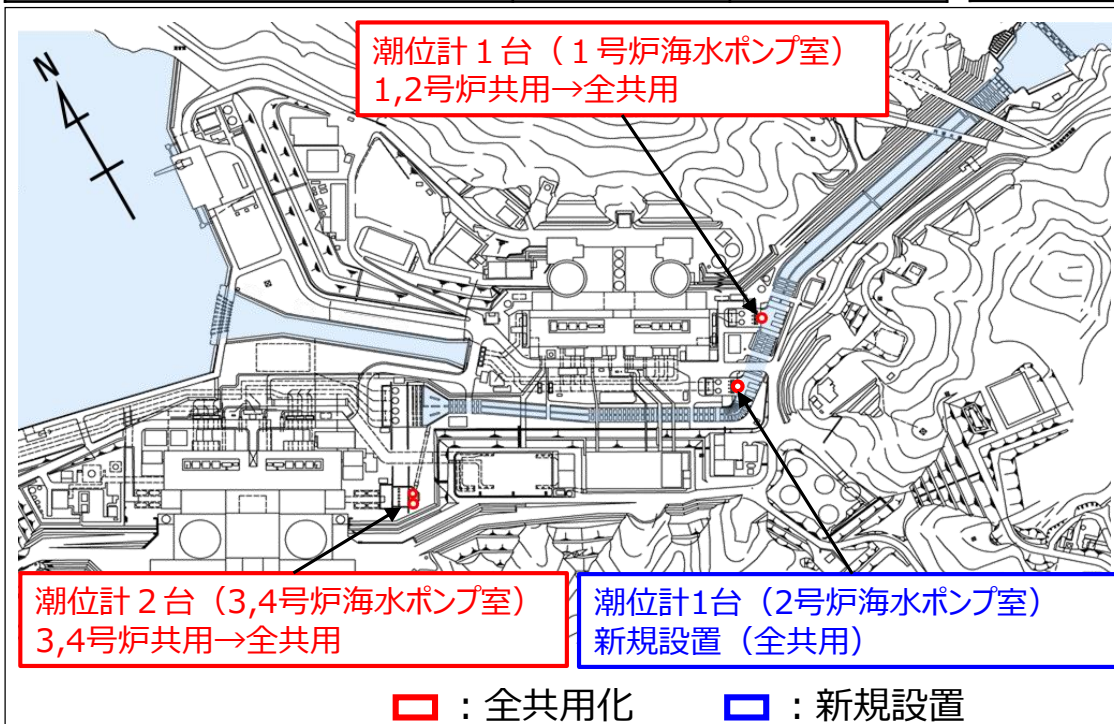 潮位計１台（１号炉海水ポンプ室）
1,2号炉共用→全共用
N
潮位計２台（3,4号炉海水ポンプ室）
3,4号炉共用→全共用
潮位計1台（2号炉海水ポンプ室）
新規設置（全共用）
：全共用化
：新規設置